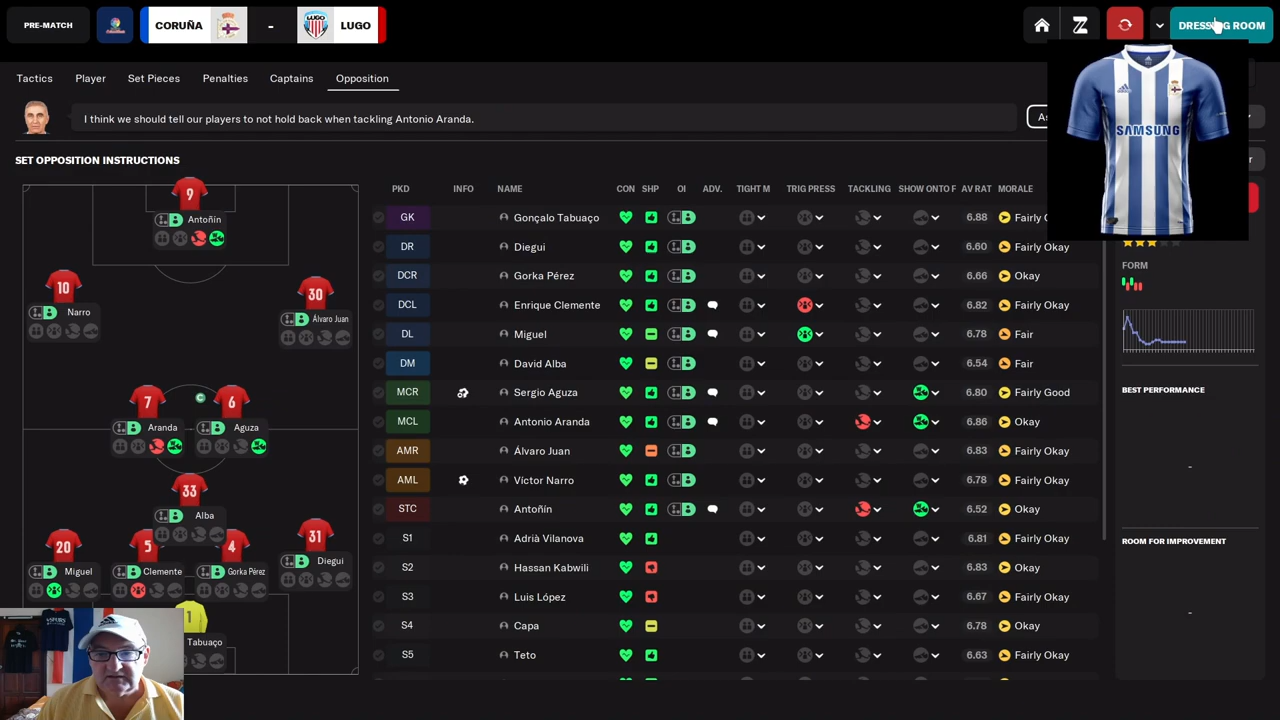 PRE-MATCH
CORUÑA
-
LUGO
LUGO
DRESSING ROOM
Tactics
Player
Set Pieces
Penalties
Captains
Opposition
I think we should tell our players to not hold back when tackling Antonio Aranda.
As
SAMSUNG
SET OPPOSITION INSTRUCTIONS
9
Antoñín
10
Narro
30
Álvaro Juan
7
Aranda
6
Aguza
33
Alba
20
Miguel
5
Clemente
4
Gorka Pérez
31
Diegui
1
Tabuaço
PKD INFO NAME CON SHP OI ADV. TIGHT M TRIG PRESS TACKLING SHOW ONTO F AV RAT MORALE
GK Gonçalo Tabuaço 6.88 Fairly
DR Diegui 6.60 Fairly Okay
DCR Gorka Pérez 6.66 Okay
DCL Enrique Clemente 6.82 Fairly Okay
DL Miguel 6.78 Fair
DM David Alba 6.54 Fair
MCR Sergio Aguza 6.80 Fairly Good
MCL Antonio Aranda 6.86 Okay
AMR Álvaro Juan 6.83 Okay
AML Víctor Narro 6.78 Okay
STC Antoñín 6.52 Okay
S1 Adrià Vilanova 6.81 Fairly Okay
S2 Hassan Kabwili 6.83 Okay
S3 Luis López 6.67 Fairly Okay
S4 Capa 6.78 Okay
S5 Teto 6.63 Fairly Okay
FORM
BEST PERFORMANCE
-
ROOM FOR IMPROVEMENT
-